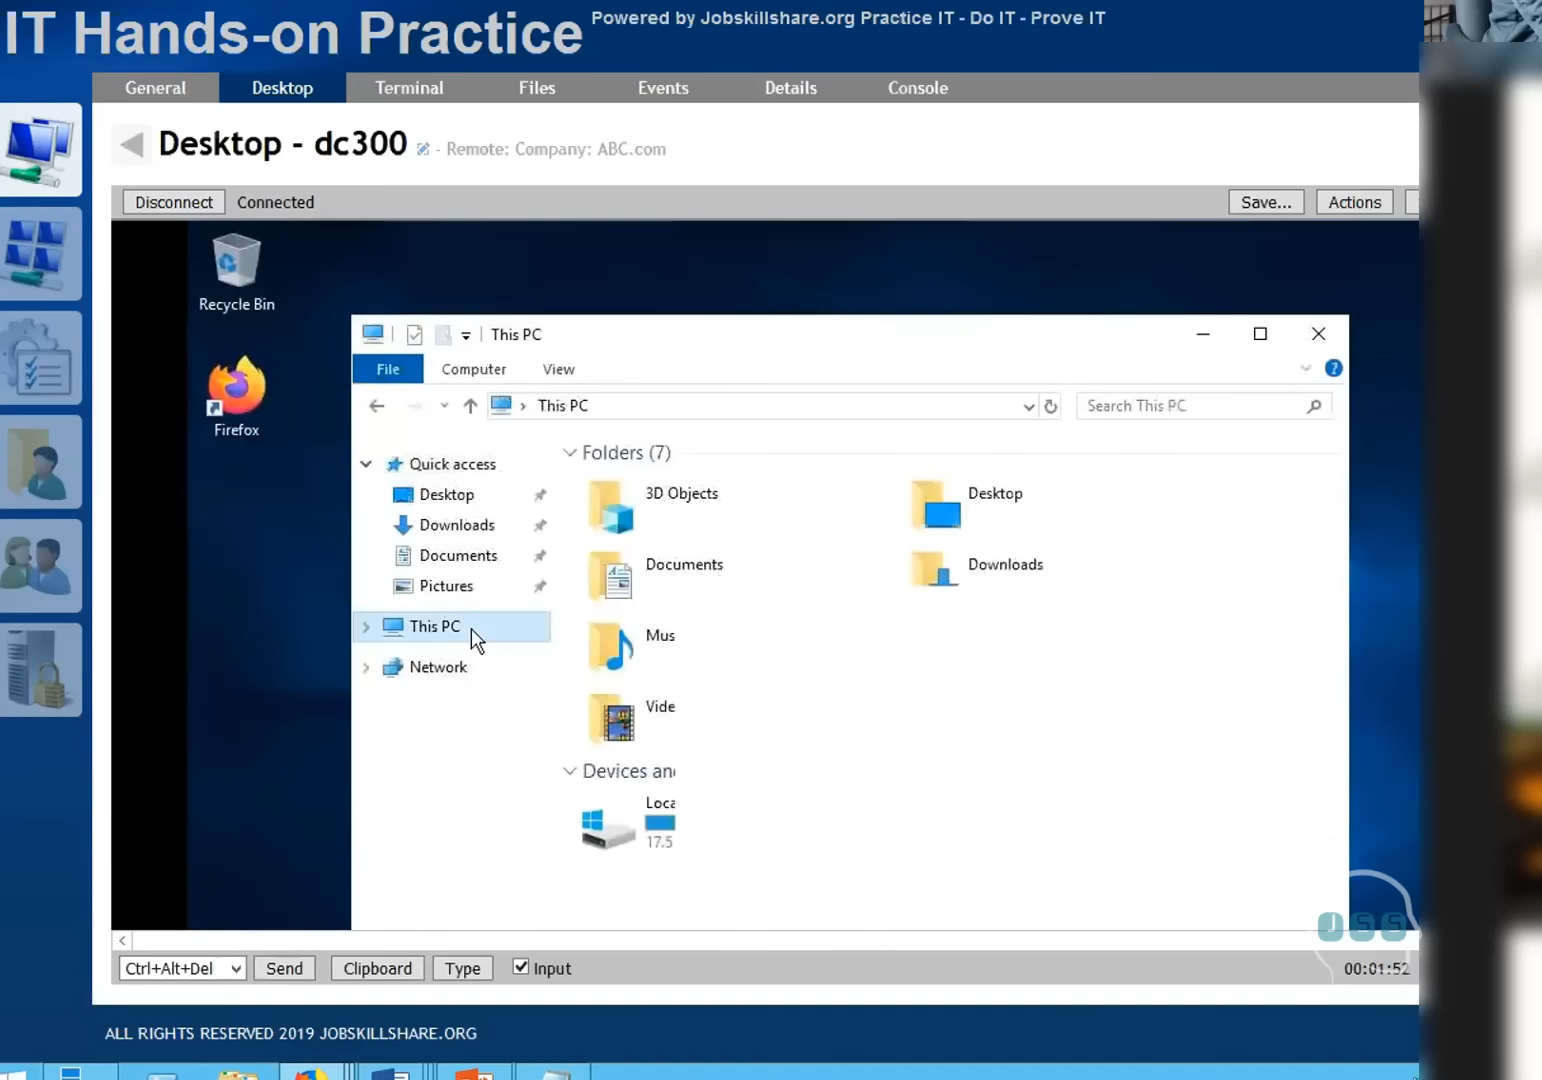 IT Hands-on Practice
Powered by Jobskillshare.org Practice IT - Do IT - Prove IT
General Desktop Terminal Files Events Details Console
Desktop - dc300 - Remote: Company: ABC.com
Disconnect Connected Save... Actions
Recycle Bin
Firefox
This PC
File Computer View
This PC
Search This PC
Quick access
Desktop
Downloads
Documents
Pictures
This PC
Network
Folders (7)
3D Objects
Desktop
Documents
Downloads
Mus
Vide
Devices and
Loca
17.5
JSS
Ctrl+Alt+Del Send Clipboard Type Input
00:01:52
ALL RIGHTS RESERVED 2019 JOBSKILLSHARE.ORG